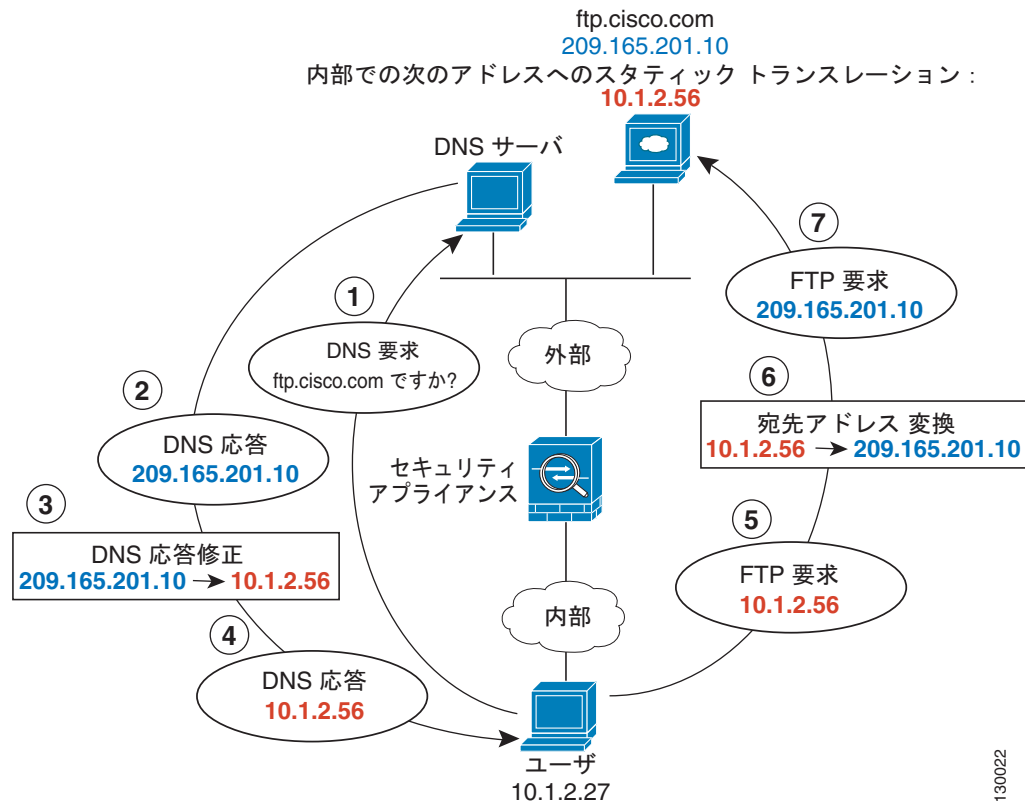 ftp.cisco.com
209.165.201.10
内部での次のアドレスへのスタティック トランスレーション：
10.1.2.56
DNS サーバ
7
FTP 要求
209.165.201.10
1
DNS 要求
ftp.cisco.com ですか?
外部
6
宛先アドレス 変換
10.1.2.56 → 209.165.201.10
2
DNS 応答
209.165.201.10
セキュリティ
アプライアンス
3
DNS 応答修正
209.165.201.10 → 10.1.2.56
5
FTP 要求
10.1.2.56
内部
4
DNS 応答
10.1.2.56
ユーザ
10.1.2.27
130022